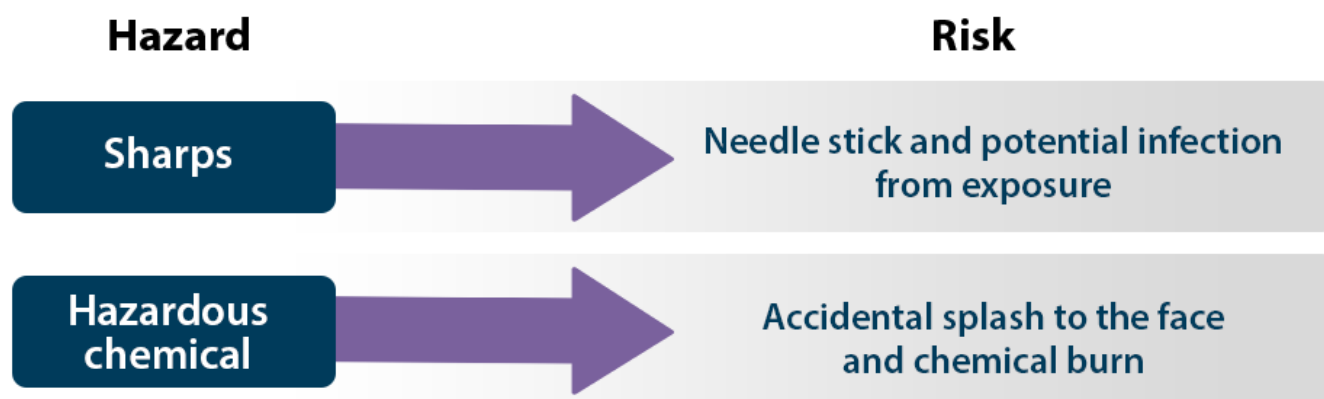 Hazard
Risk
Sharps
Needle stick and potential infection
from exposure
Hazardous
chemical
Accidental splash to the face
and chemical burn